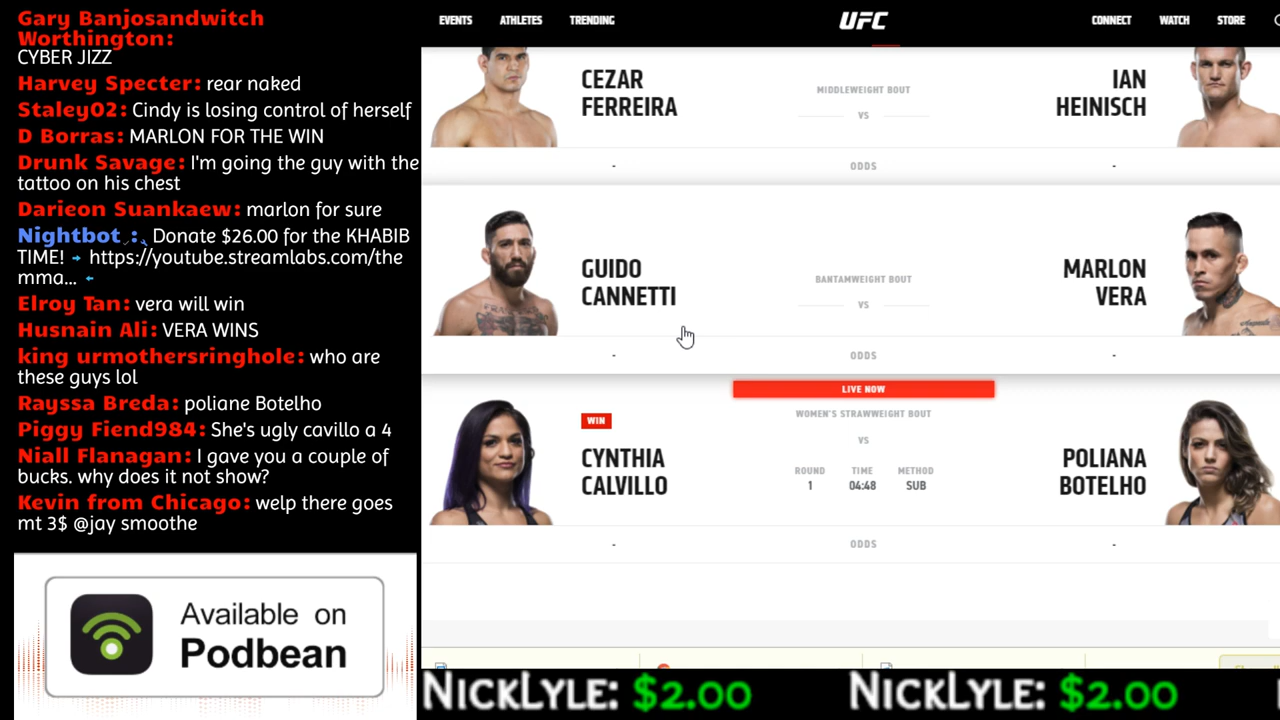 Gary Banjosandwitch
Worthington:
CYBER JIZZ
Harvey Specter: rear naked
Staley02: Cindy is losing control of herself
D Borras: MARLON FOR THE WIN
Drunk Savage: I'm going the guy with the
tattoo on his chest
Darieon Suankaew: marlon for sure
Nightbot : Donate $26.00 for the KHABIB
TIME! → https://youtube.streamlabs.com/the
mma... ←
Elroy Tan: vera will win
Husnain Ali: VERA WINS
king urmothersringhole: who are
these guys lol
Rayssa Breda: poliane Botelho
Piggy Fiend984: She's ugly cavillo a 4
Niall Flanagan: I gave you a couple of
bucks. why does it not show?
Kevin from Chicago: welp there goes
mt 3$ @jay smoothe
Available on
Podbean
EVENTS ATHLETES TRENDING UFC CONNECT WATCH STORE
CEZAR
FERREIRA
MIDDLEWEIGHT BOUT
VS
IAN
HEINISCH
- ODDS -
GUIDO
CANNETTI
BANTAMWEIGHT BOUT
VS
MARLON
VERA
- ODDS -
LIVE NOW
WIN
CYNTHIA
CALVILLO
WOMEN'S STRAWWEIGHT BOUT
VS
ROUND TIME METHOD
1 04:48 SUB
POLIANA
BOTELHO
- ODDS -
NICKLYLE: $2.00 NICKLYLE: $2.00